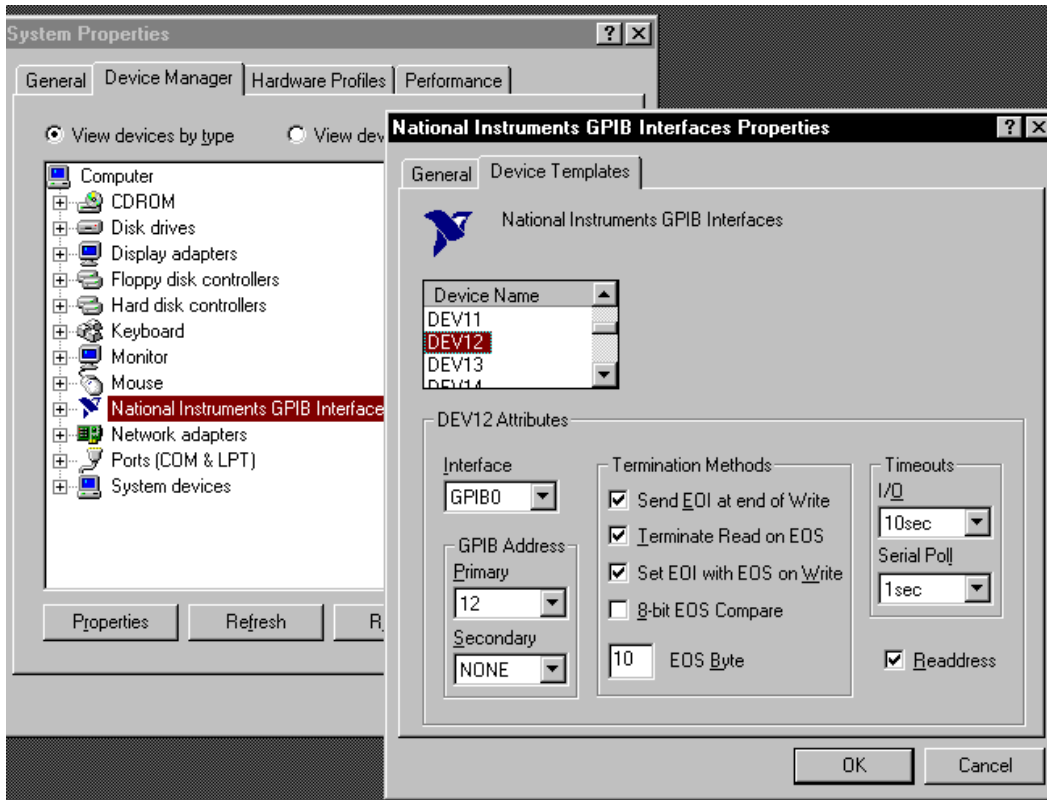 System Properties
General Device Manager Hardware Profiles Performance
View devices by type View dev
Computer
CDROM
Disk drives
Display adapters
Floppy disk controllers
Hard disk controllers
Keyboard
Monitor
Mouse
National Instruments GPIB Interface
Network adapters
Ports (COM & LPT)
System devices
Properties Refresh R
National Instruments GPIB Interfaces Properties
General Device Templates
National Instruments GPIB Interfaces
Device Name
DEV11
DEV12
DEV13
DEV14
DEV12 Attributes
Interface
GPIB0
GPIB Address
Primary
12
Secondary
NONE
Termination Methods
Send EOI at end of Write
Terminate Read on EOS
Set EOI with EOS on Write
8-bit EOS Compare
10 EOS Byte
Timeouts
I/O
10sec
Serial Poll
1sec
Readdress
OK Cancel